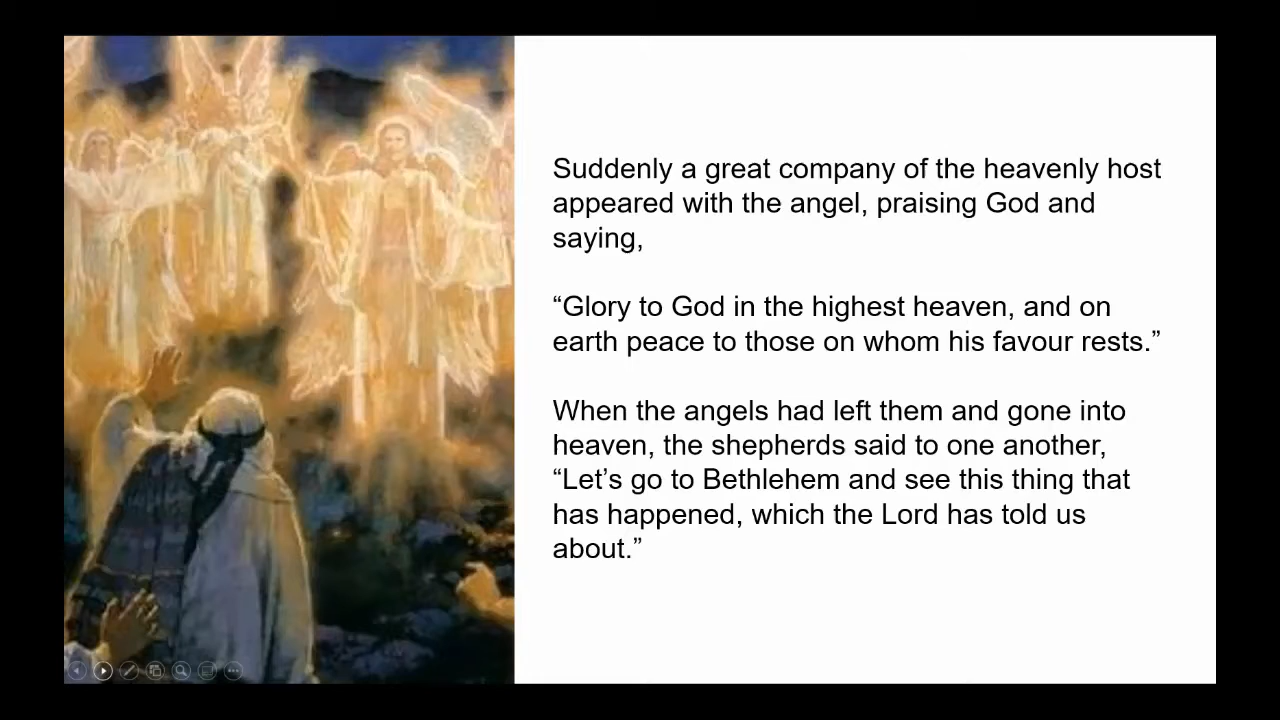 Suddenly a great company of the heavenly host
appeared with the angel, praising God and
saying,
“Glory to God in the highest heaven, and on
earth peace to those on whom his favour rests.”
When the angels had left them and gone into
heaven, the shepherds said to one another,
“Let’s go to Bethlehem and see this thing that
has happened, which the Lord has told us
about.”